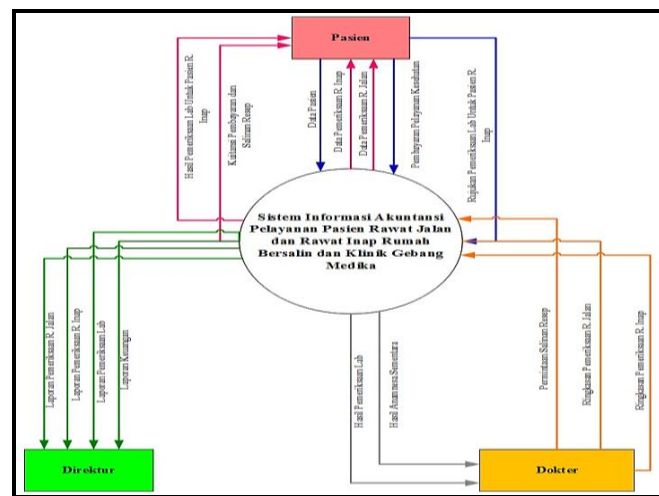 Pasien
Hasil Pemeriksaan Lab Untuk Pasien R.
Inap
Kuitansi Pembayaran dan
Salinan Resep
Data Pasien
Data Pemeriksaan R. Inap
Data Pemeriksaan R. Jalan
Pembayaran Pelayanan Kesehatan
Rujukan Pemeriksaan Lab Untuk Pasien R.
Inap
Sistem Informasi Akuntansi
Pelayanan Pasien Rawat Jalan
dan Rawat Inap Rumah
Bersalin dan Klinik Gebang
Medika
Laporan Pemeriksaan R. Jalan
Laporan Pemeriksaan R. Inap
Laporan Pemeriksaan Lab
Laporan Keuangan
Hasil Pemeriksaan Lab
Hasil Anamnesa Sementara
Permintaan Salinan Resep
Ringkasan Pemeriksaan R. Jalan
Ringkasan Pemeriksaan R. Inap
Direktur
Dokter